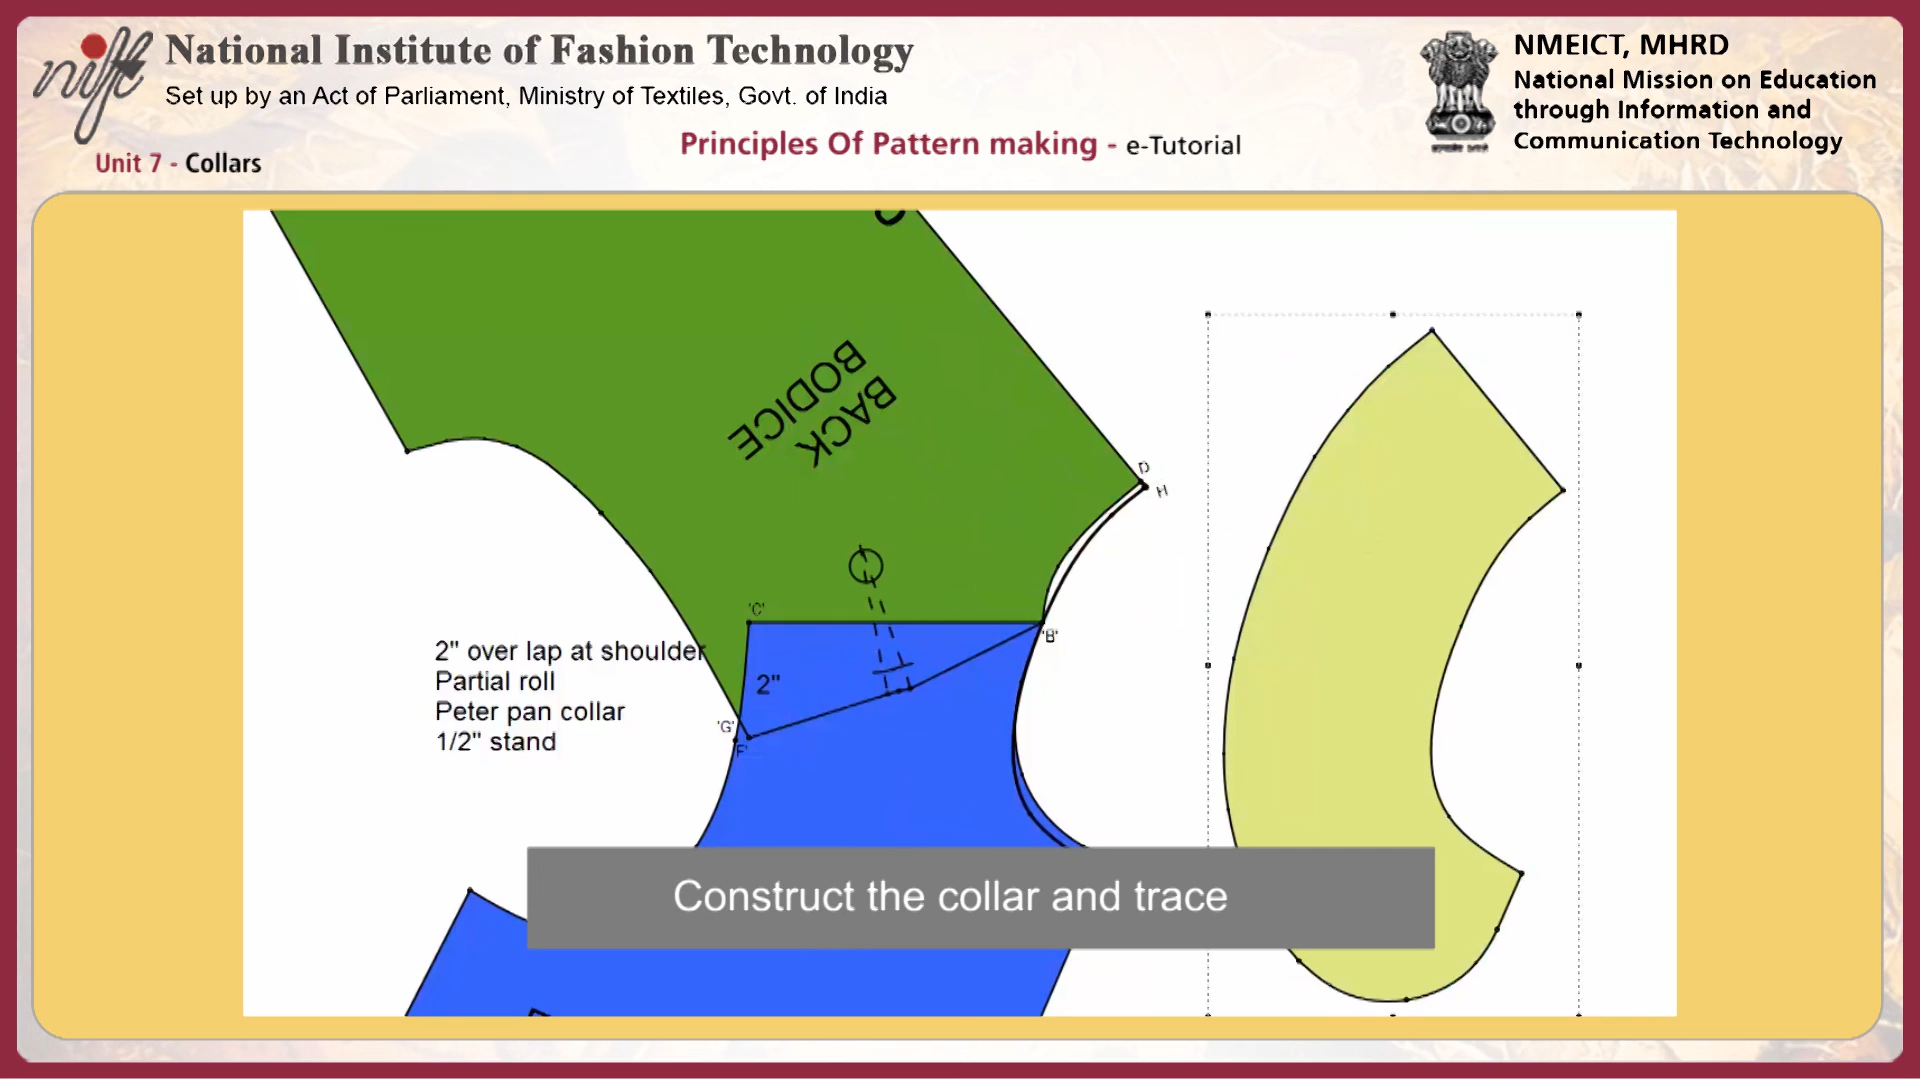 nift
National Institute of Fashion Technology
Set up by an Act of Parliament, Ministry of Textiles, Govt. of India
NMEICT, MHRD
National Mission on Education
through Information and
Communication Technology
Principles Of Pattern making - e-Tutorial
Unit 7 - Collars
BACK
BODICE
D
H
'C'
'B'
2" over lap at shoulder
Partial roll
Peter pan collar
1/2" stand
2"
'G'
F'
Construct the collar and trace